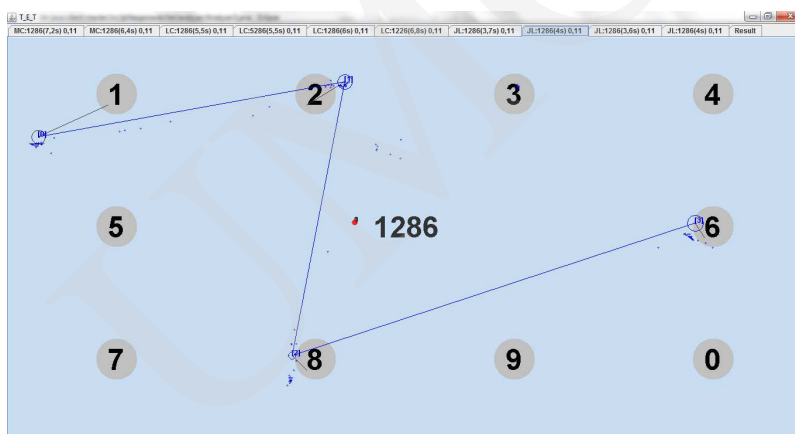 T_E_T
MC:1286(7,2s) 0,11 MC:1286(6,4s) 0,11 LC:1286(5,5s) 0,11 LC:5286(5,5s) 0,11 LC:1286(6s) 0,11 LC:1226(6,8s) 0,11 JL:1286(3,7s) 0,11 JL:1286(4s) 0,11 JL:1286(3,6s) 0,11 JL:1286(4s) 0,11 Result
1 2 3 4
5 1286 6
7 8 9 0